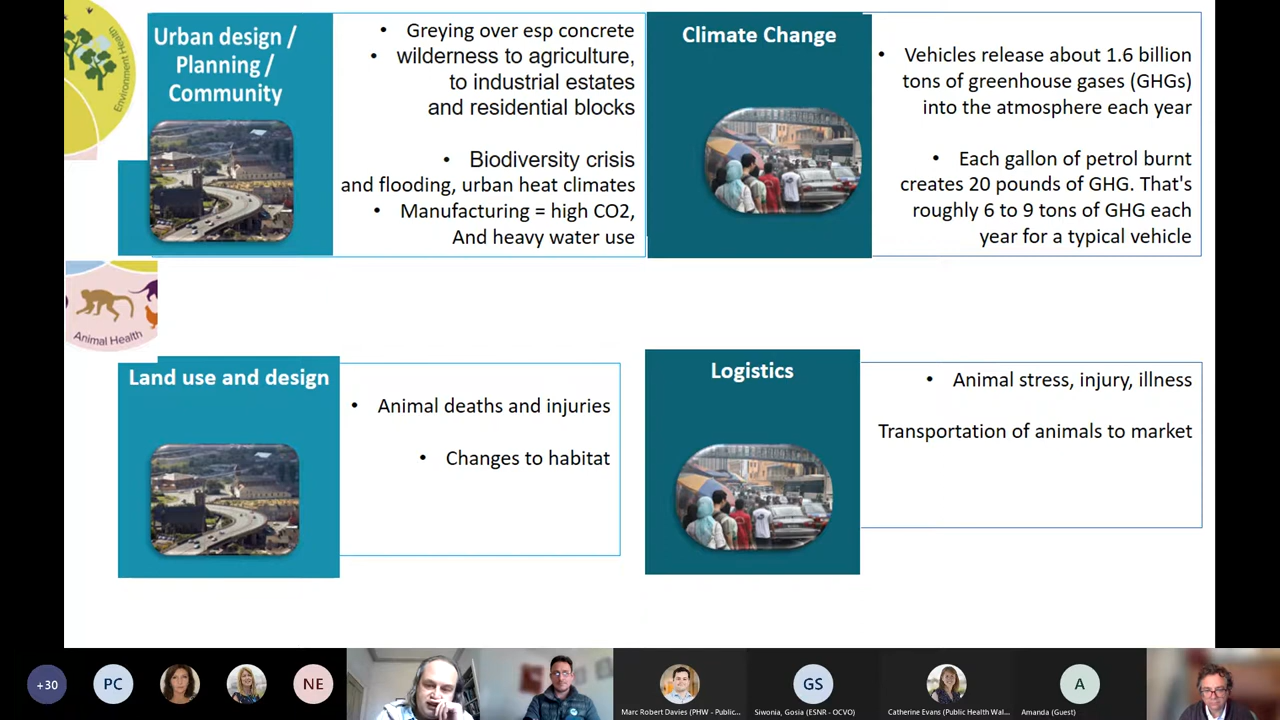 Environment Health
Urban design /
Planning /
Community
• Greying over esp concrete
• wilderness to agriculture,
to industrial estates
and residential blocks
• Biodiversity crisis
and flooding, urban heat climates
• Manufacturing = high CO2,
And heavy water use
Climate Change
• Vehicles release about 1.6 billion
tons of greenhouse gases (GHGs)
into the atmosphere each year
• Each gallon of petrol burnt
creates 20 pounds of GHG. That's
roughly 6 to 9 tons of GHG each
year for a typical vehicle
Animal Health
Land use and design
• Animal deaths and injuries
• Changes to habitat
Logistics
• Animal stress, injury, illness
Transportation of animals to market
+30
PC
NE
GS
A
Marc Robert Davies (PHW - Public...
Siwonia, Gosia (ESNR - OCVO)
Catherine Evans (Public Health Wal...
Amanda (Guest)